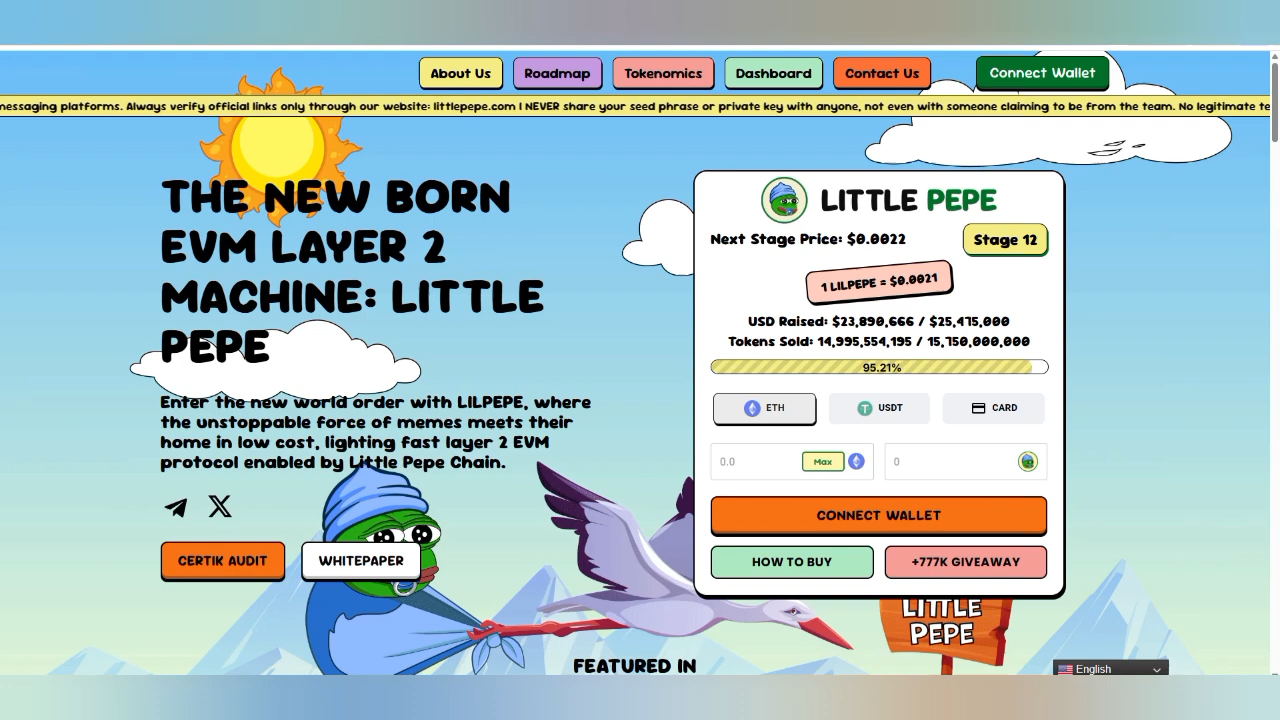 About Us
Roadmap
Tokenomics
Dashboard
Contact Us
Connect Wallet
messaging platforms. Always verify official links only through our website: littlepepe.com I NEVER share your seed phrase or private key with anyone, not even with someone claiming to be from the team. No legitimate te
THE NEW BORN
EVM LAYER 2
MACHINE: LITTLE
PEPE
Enter the new world order with LILPEPE, where
the unstoppable force of memes meets their
home in low cost, lighting fast layer 2 EVM
protocol enabled by Little Pepe Chain.
CERTIK AUDIT
WHITEPAPER
LITTLE PEPE
Next Stage Price: $0.0022
Stage 12
1 LILPEPE = $0.0021
USD Raised: $23,890,666 / $25,475,000
Tokens Sold: 14,995,554,195 / 15,750,000,000
95.21%
ETH
USDT
CARD
0.0
Max
0
CONNECT WALLET
HOW TO BUY
+777K GIVEAWAY
LITTLE
PEPE
FEATURED IN
English